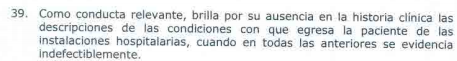 39. Como conducta relevante, brilla por su ausencia en la historia clínica las
descripciones de las condiciones con que egresa la paciente de las
instalaciones hospitalarias, cuando en todas las anteriores se evidencia
indefectiblemente.